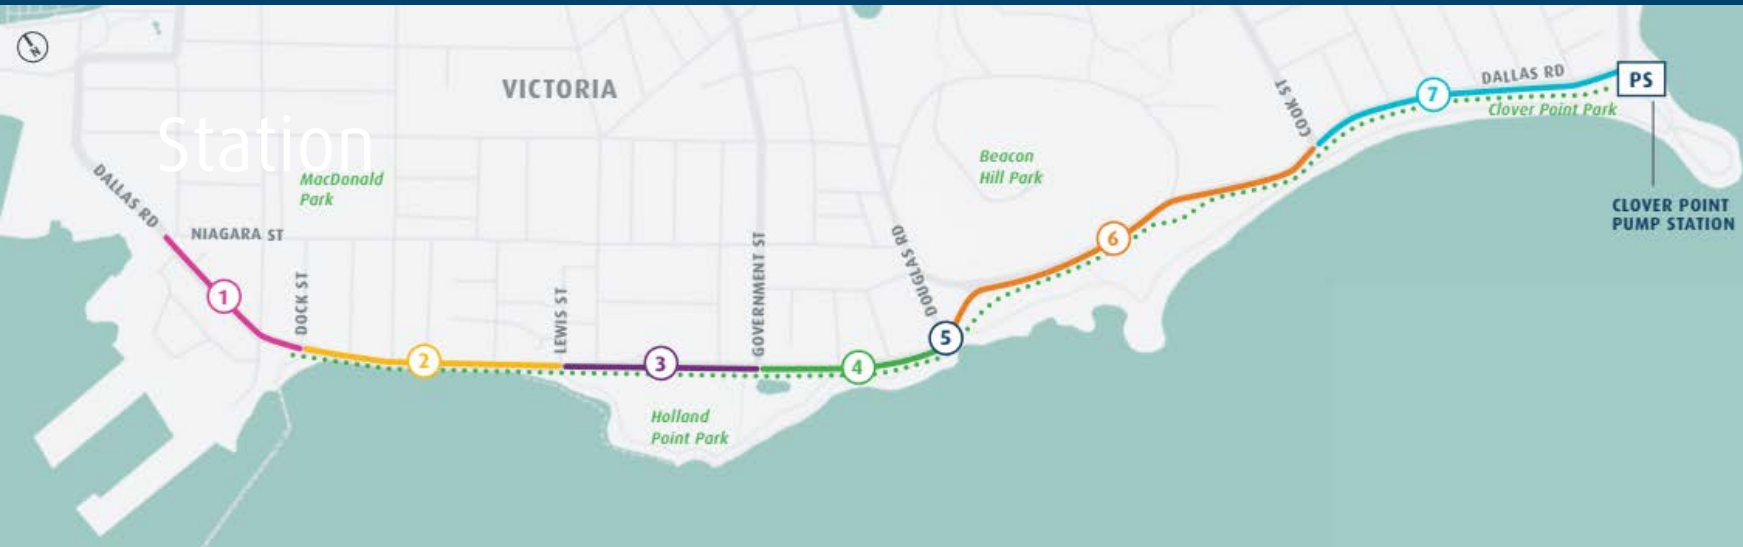 N
VICTORIA
Station
MacDonald
Park
DALLAS RD
NIAGARA ST
1
DOCK ST
2
LEWIS ST
3
GOVERNMENT ST
4
Holland
Point Park
DOUGLAS RD
5
Beacon
Hill Park
6
COOK ST
7
DALLAS RD
Clover Point Park
PS
CLOVER POINT
PUMP STATION